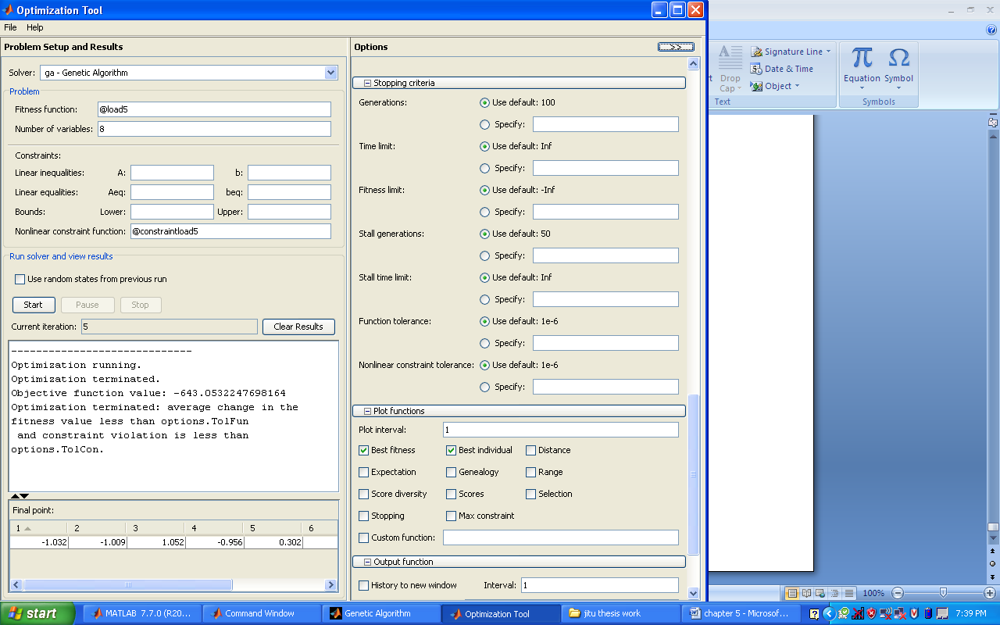 Optimization Tool
File Help
Problem Setup and Results
Solver: ga - Genetic Algorithm
Problem
Fitness function: @load5
Number of variables: 8
Constraints:
Linear inequalities: A: b:
Linear equalities: Aeq: beq:
Bounds: Lower: Upper:
Nonlinear constraint function: @constraintload5
Run solver and view results
Use random states from previous run
Start Pause Stop
Current iteration: 5 Clear Results
Optimization running.
Optimization terminated.
Objective function value: -643.0532247698164
Optimization terminated: average change in the
fitness value less than options.TolFun
and constraint violation is less than
options.TolCon.
Final point:
1 2 3 4 5 6
-1.032 -1.009 1.052 -0.956 0.302
Options >>
Stopping criteria
Generations: Use default: 100
Specify:
Time limit: Use default: Inf
Specify:
Fitness limit: Use default: -Inf
Specify:
Stall generations: Use default: 50
Specify:
Stall time limit: Use default: Inf
Specify:
Function tolerance: Use default: 1e-6
Specify:
Nonlinear constraint tolerance: Use default: 1e-6
Specify:
Plot functions
Plot interval: 1
Best fitness Best individual Distance
Expectation Genealogy Range
Score diversity Scores Selection
Stopping Max constraint
Custom function:
Output function
History to new window Interval: 1
Drop
Cap
Signature Line
Date & Time
Object
Text
π Ω
Equation Symbol
Symbols
100%
start MATLAB 7.7.0 (R20... Command Window Genetic Algorithm Optimization Tool jitu thesis work chapter 5 - Microsof... 7:39 PM